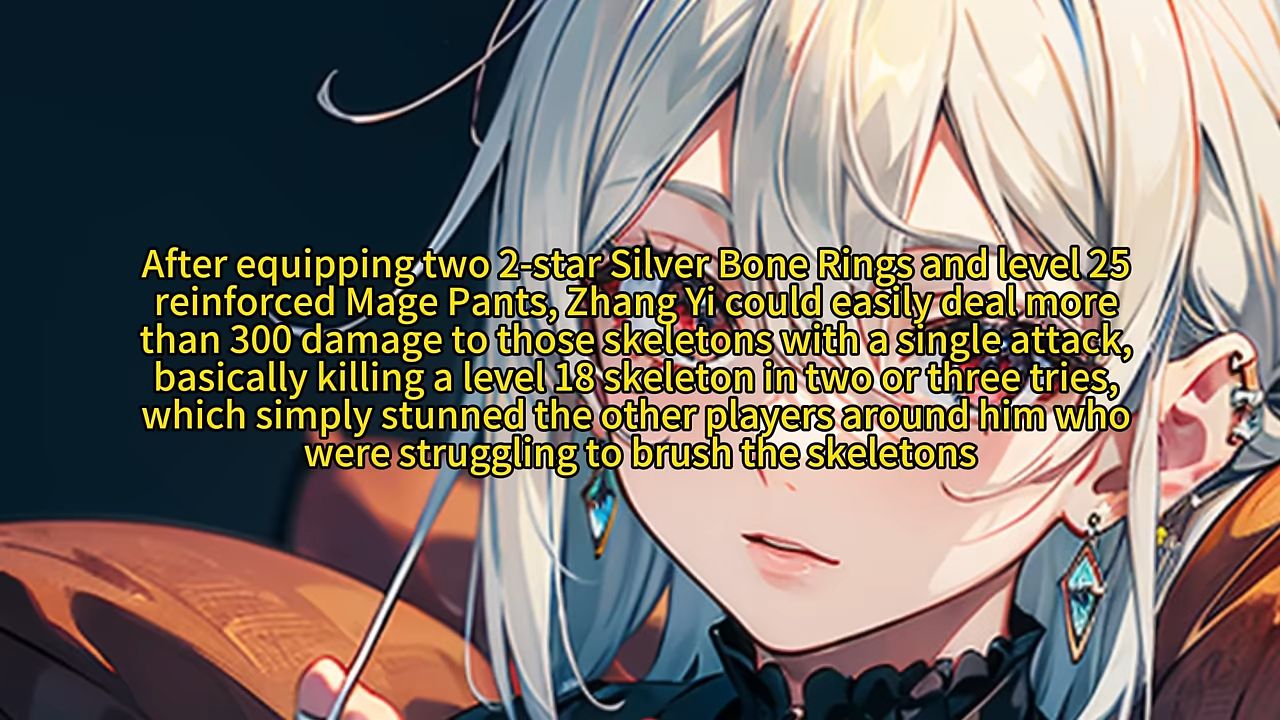 After equipping two 2-star Silver Bone Rings and level 25
reinforced Mage Pants, Zhang Yi could easily deal more
than 300 damage to those skeletons with a single attack,
basically killing a level 18 skeleton in two or three tries,
which simply stunned the other players around him who
were struggling to brush the skeletons